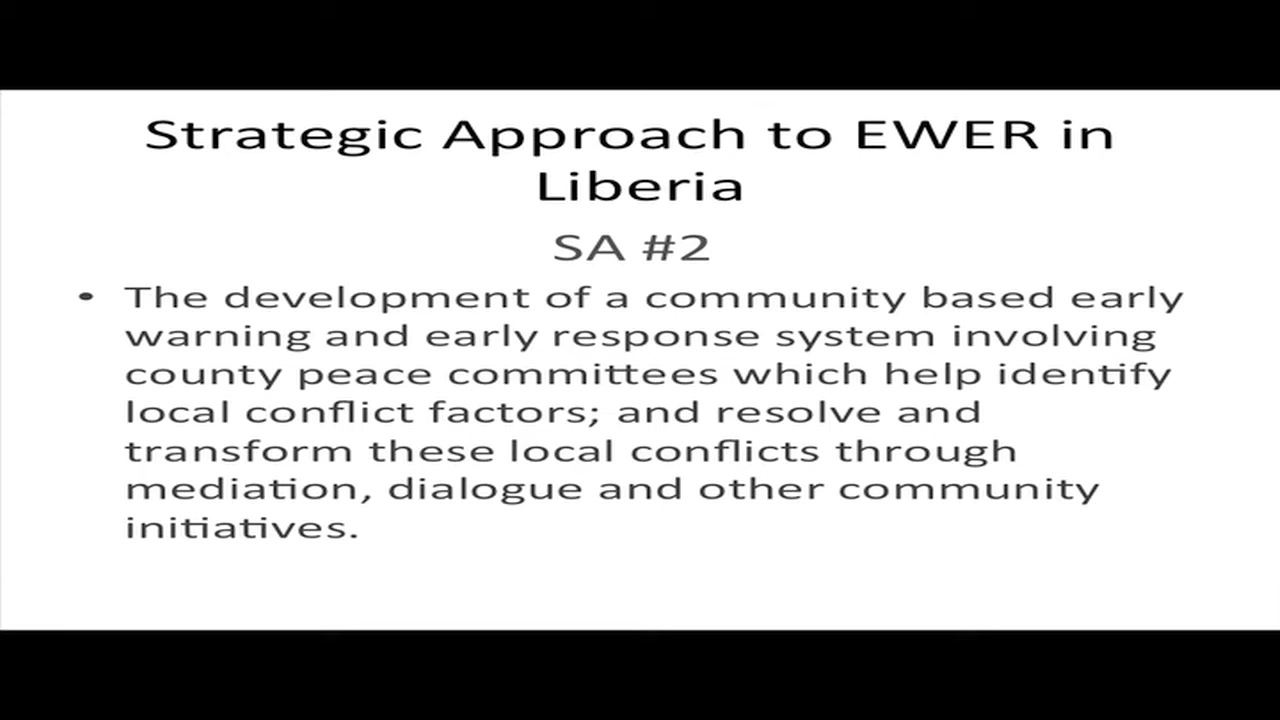 Strategic Approach to EWER in
Liberia
SA #2
• The development of a community based early
warning and early response system involving
county peace committees which help identify
local conflict factors; and resolve and
transform these local conflicts through
mediation, dialogue and other community
initiatives.